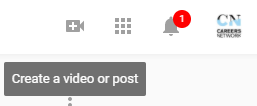 1
CN
CAREERS
NETWORK
Create a video or post